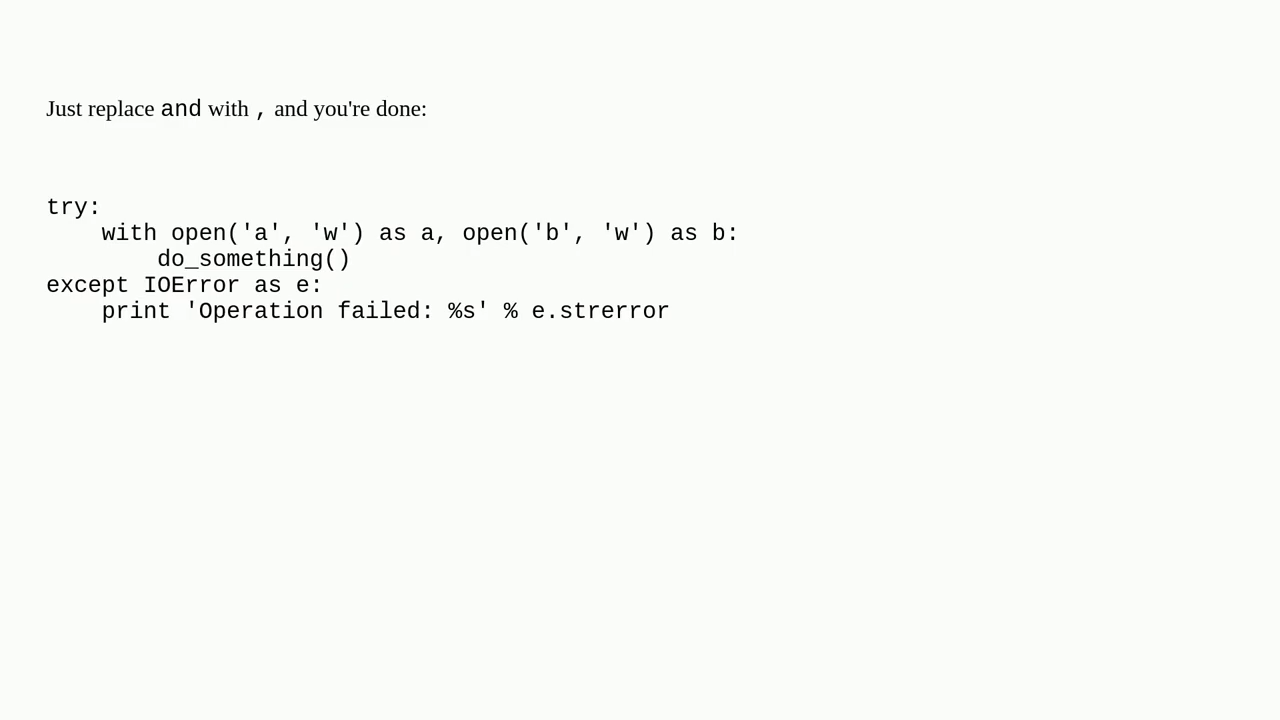 Just replace and with , and you're done:
try:
    with open('a', 'w') as a, open('b', 'w') as b:
        do_something()
except IOError as e:
    print 'Operation failed: %s' % e.strerror